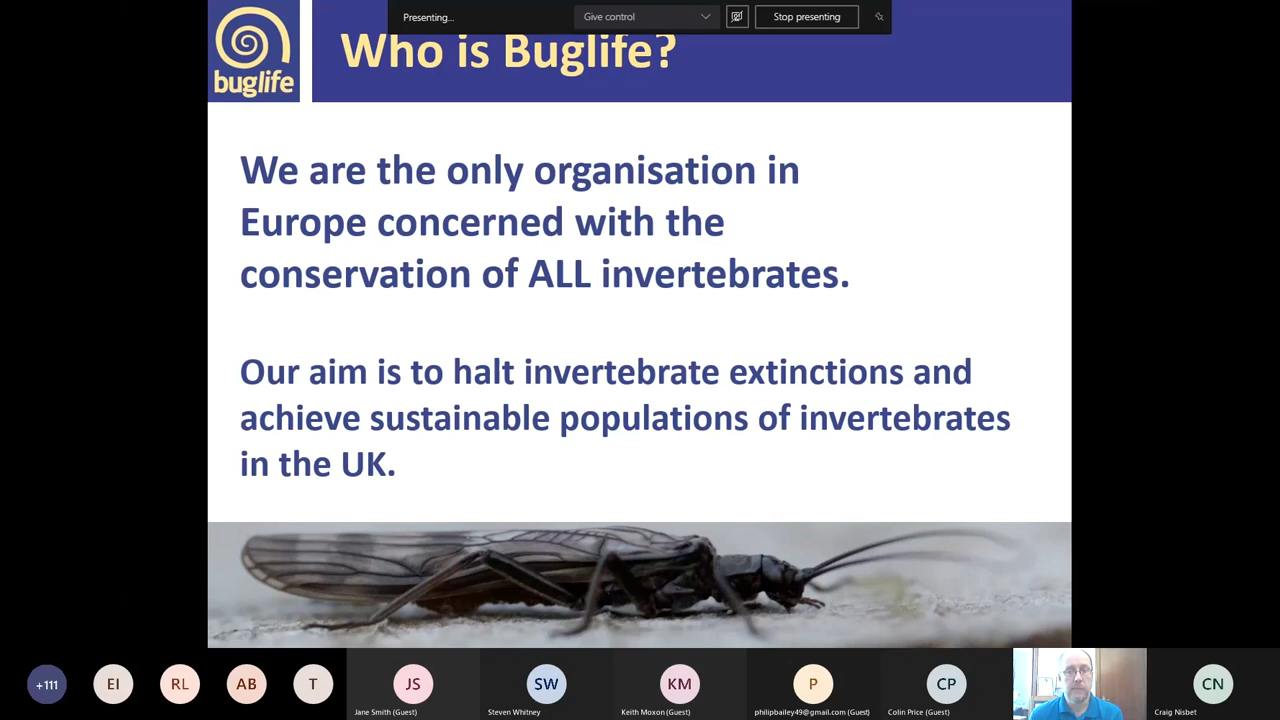 Presenting...
Give control
Stop presenting
buglife
Who is Buglife?
We are the only organisation in
Europe concerned with the
conservation of ALL invertebrates.
Our aim is to halt invertebrate extinctions and
achieve sustainable populations of invertebrates
in the UK.
+111
EI
RL
AB
T
JS
SW
KM
P
CP
CN
Jane Smith (Guest)
Steven Whitney
Keith Moxon (Guest)
philipbailey49@gmail.com (Guest)
Colin Price (Guest)
Craig Nisbet